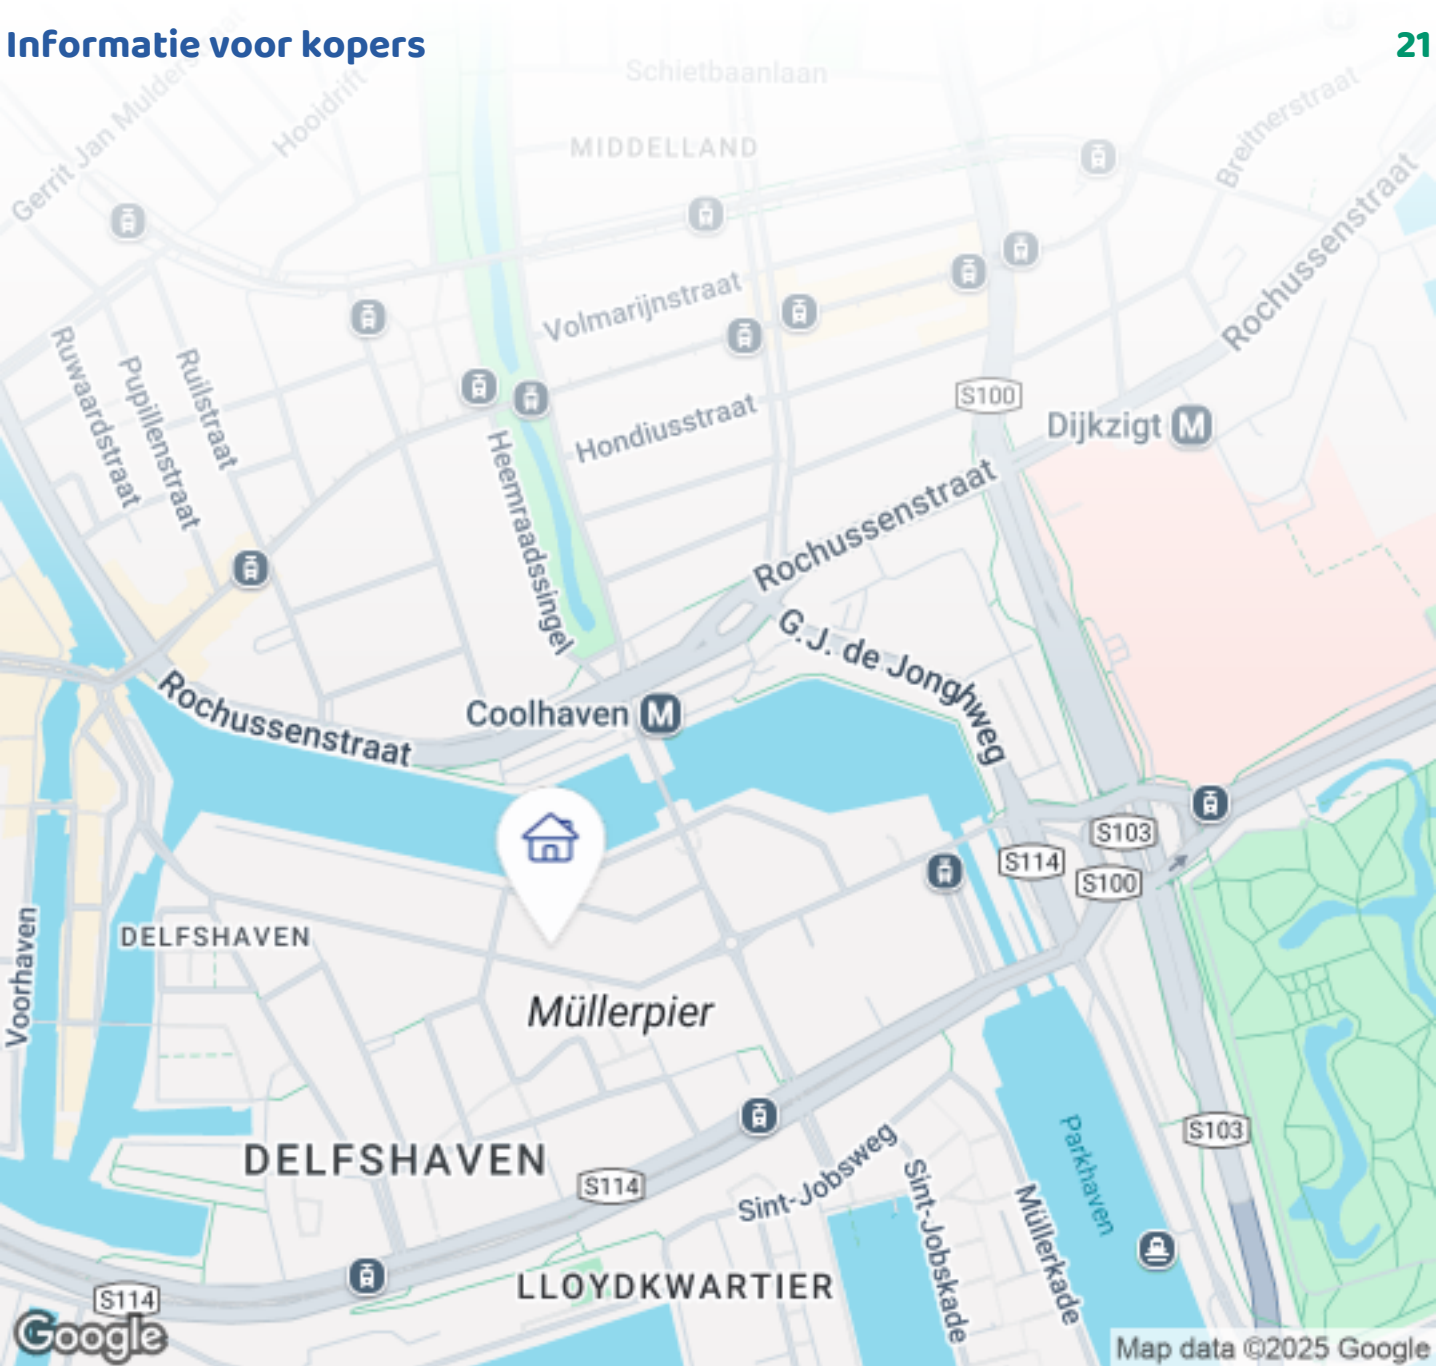 Informatie voor kopers
21
Schietbaanlaan
Gerrit Jan Mulderstraat
Hooidrift
Breitnerstraat
MIDDELLAND
Rochussenstraat
Volmarijnstraat
Ruwaardstraat
Pupillenstraat
Ruilstraat
S100
Hondiusstraat
Dijkzigt M
Heemraadssingel
Rochussenstraat
G.J. de Jonghweg
Rochussenstraat
Coolhaven M
S103
S114
S100
DELFSHAVEN
Voorhaven
Müllerpier
Parkhaven
S103
DELFSHAVEN
S114
Sint-Jobsweg
Sint-Jobskade
Müllerkade
LLOYDKWARTIER
S114
Google
Map data ©2025 Google